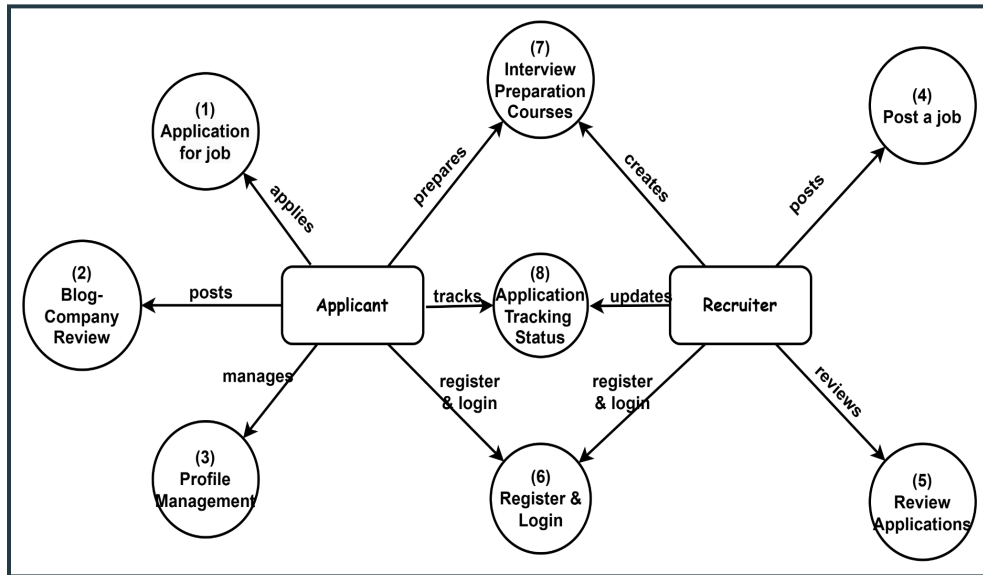 (7)
Interview
Preparation
Courses
(4)
Post a job
(1)
Application
for job
applies
prepares
creates
posts
(2)
Blog-
Company
Review
posts
Applicant
tracks
(8)
Application
Tracking
Status
updates
Recruiter
manages
register
& login
register
& login
reviews
(3)
Profile
Management
(6)
Register &
Login
(5)
Review
Applications